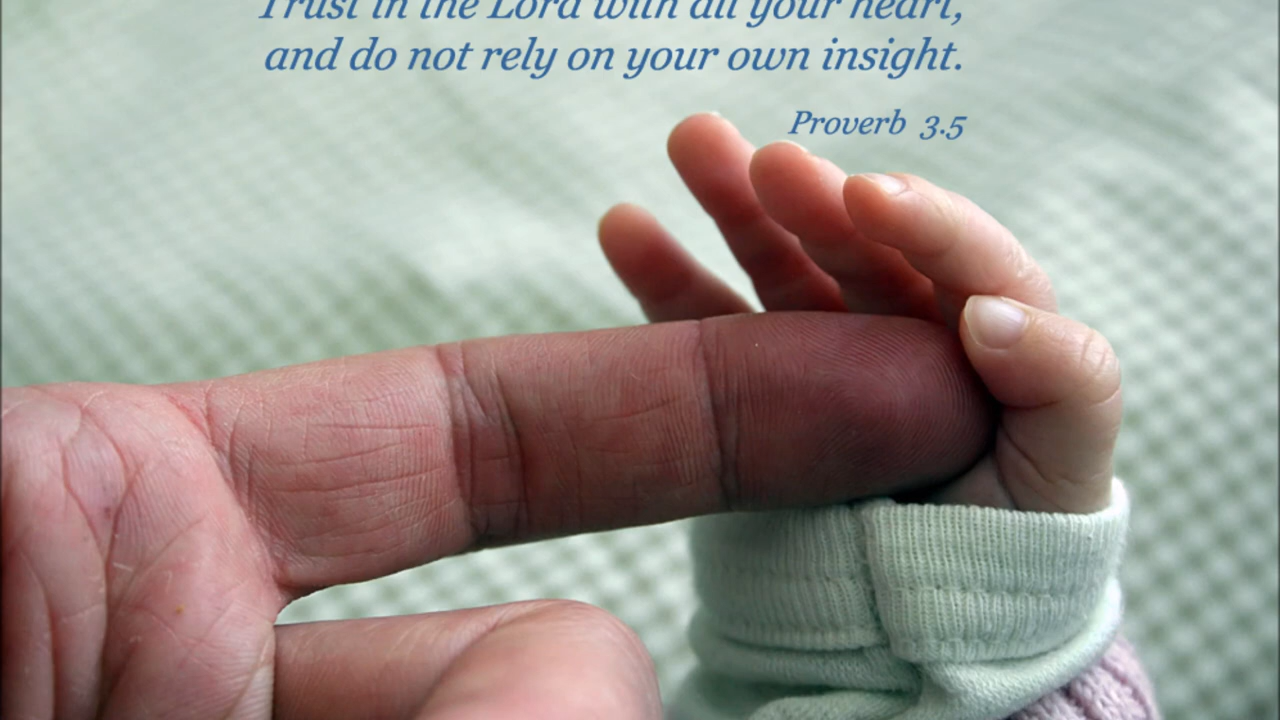 Trust in the Lord with all your heart,
and do not rely on your own insight.
Proverb 3.5